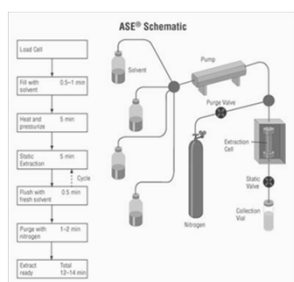 ASE® Schematic
Load Cell
Fill with
solvent
0.5–1 min
Heat and
pressurize
5 min
Static
Extraction
5 min
Cycle
Flush with
fresh solvent
0.5 min
Purge with
nitrogen
1–2 min
Extract
ready
Total
12–14 min
Solvent
Pump
Purge Valve
Nitrogen
Extraction
Cell
Static
Valve
Collection
Vial